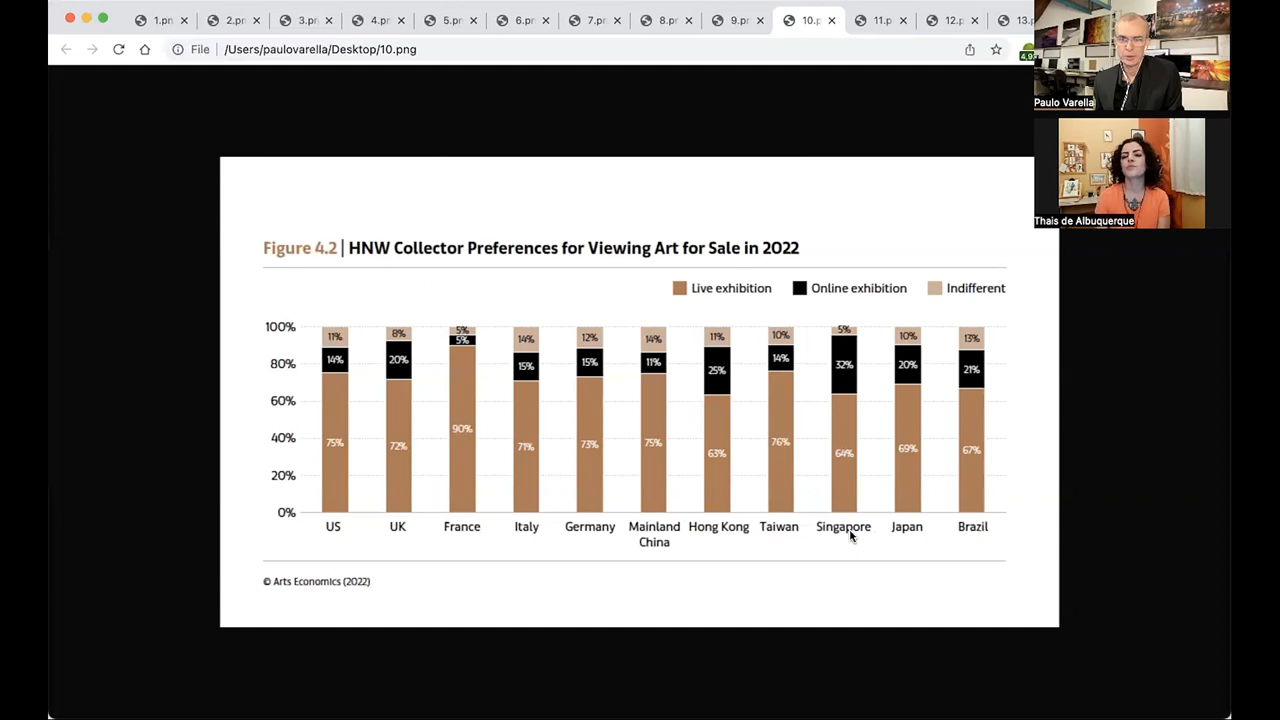 1.pn 2.pn 3.pn 4.pn 5.pn 6.pn 7.pn 8.pn 9.pn 10.p 11.p 12.p 13.
File /Users/paulovarella/Desktop/10.png
Paulo Varella
Thais de Albuquerque
Figure 4.2 | HNW Collector Preferences for Viewing Art for Sale in 2022
Live exhibition Online exhibition Indifferent
100%
80%
60%
40%
20%
0%
11% 8% 5% 14% 12% 14% 11% 10% 5% 10% 13%
14% 20% 5% 15% 15% 11% 25% 14% 32% 20% 21%
75% 72% 90% 71% 73% 75% 63% 76% 64% 69% 67%
US UK France Italy Germany Mainland Hong Kong Taiwan Singapore Japan Brazil
China
© Arts Economics (2022)